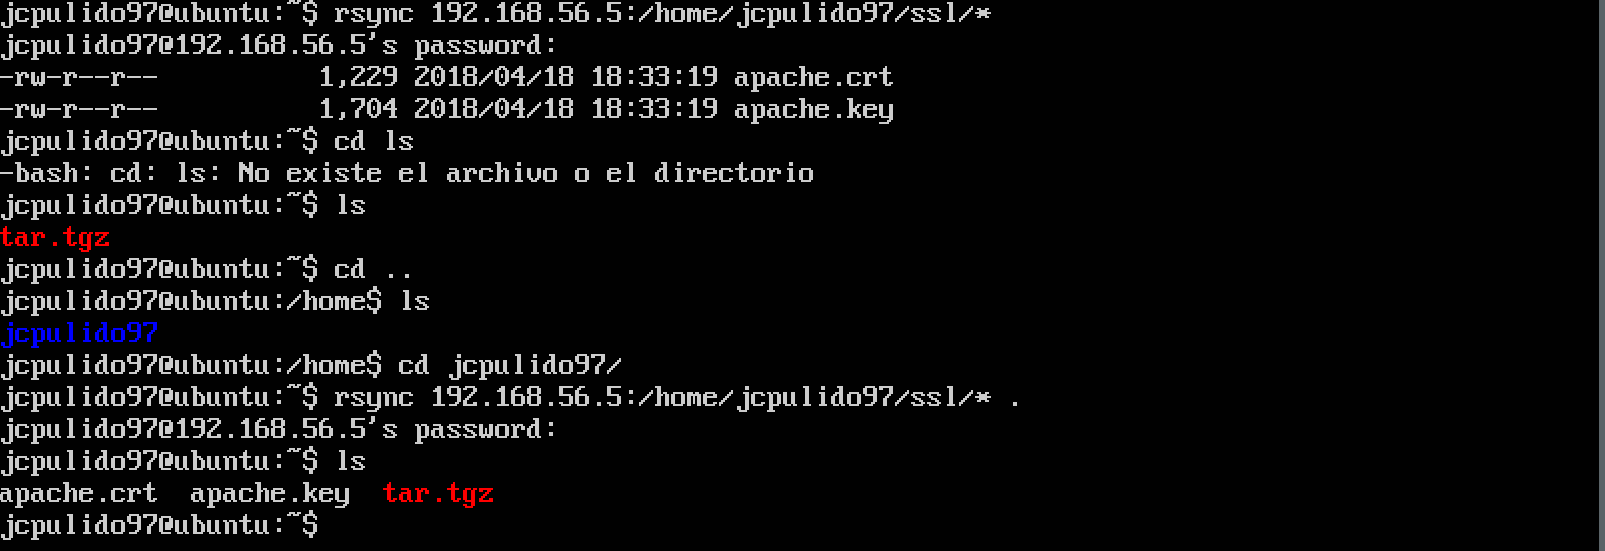 jcpulido97@ubuntu:~$ rsync 192.168.56.5:/home/jcpulido97/ssl/*
jcpulido97@192.168.56.5's password:
-rw-r--r--          1,229 2018/04/18 18:33:19 apache.crt
-rw-r--r--          1,704 2018/04/18 18:33:19 apache.key
jcpulido97@ubuntu:~$ cd ls
-bash: cd: ls: No existe el archivo o el directorio
jcpulido97@ubuntu:~$ ls
tar.tgz
jcpulido97@ubuntu:~$ cd ..
jcpulido97@ubuntu:/home$ ls
jcpulido97
jcpulido97@ubuntu:/home$ cd jcpulido97/
jcpulido97@ubuntu:~$ rsync 192.168.56.5:/home/jcpulido97/ssl/* .
jcpulido97@192.168.56.5's password:
jcpulido97@ubuntu:~$ ls
apache.crt  apache.key  tar.tgz
jcpulido97@ubuntu:~$